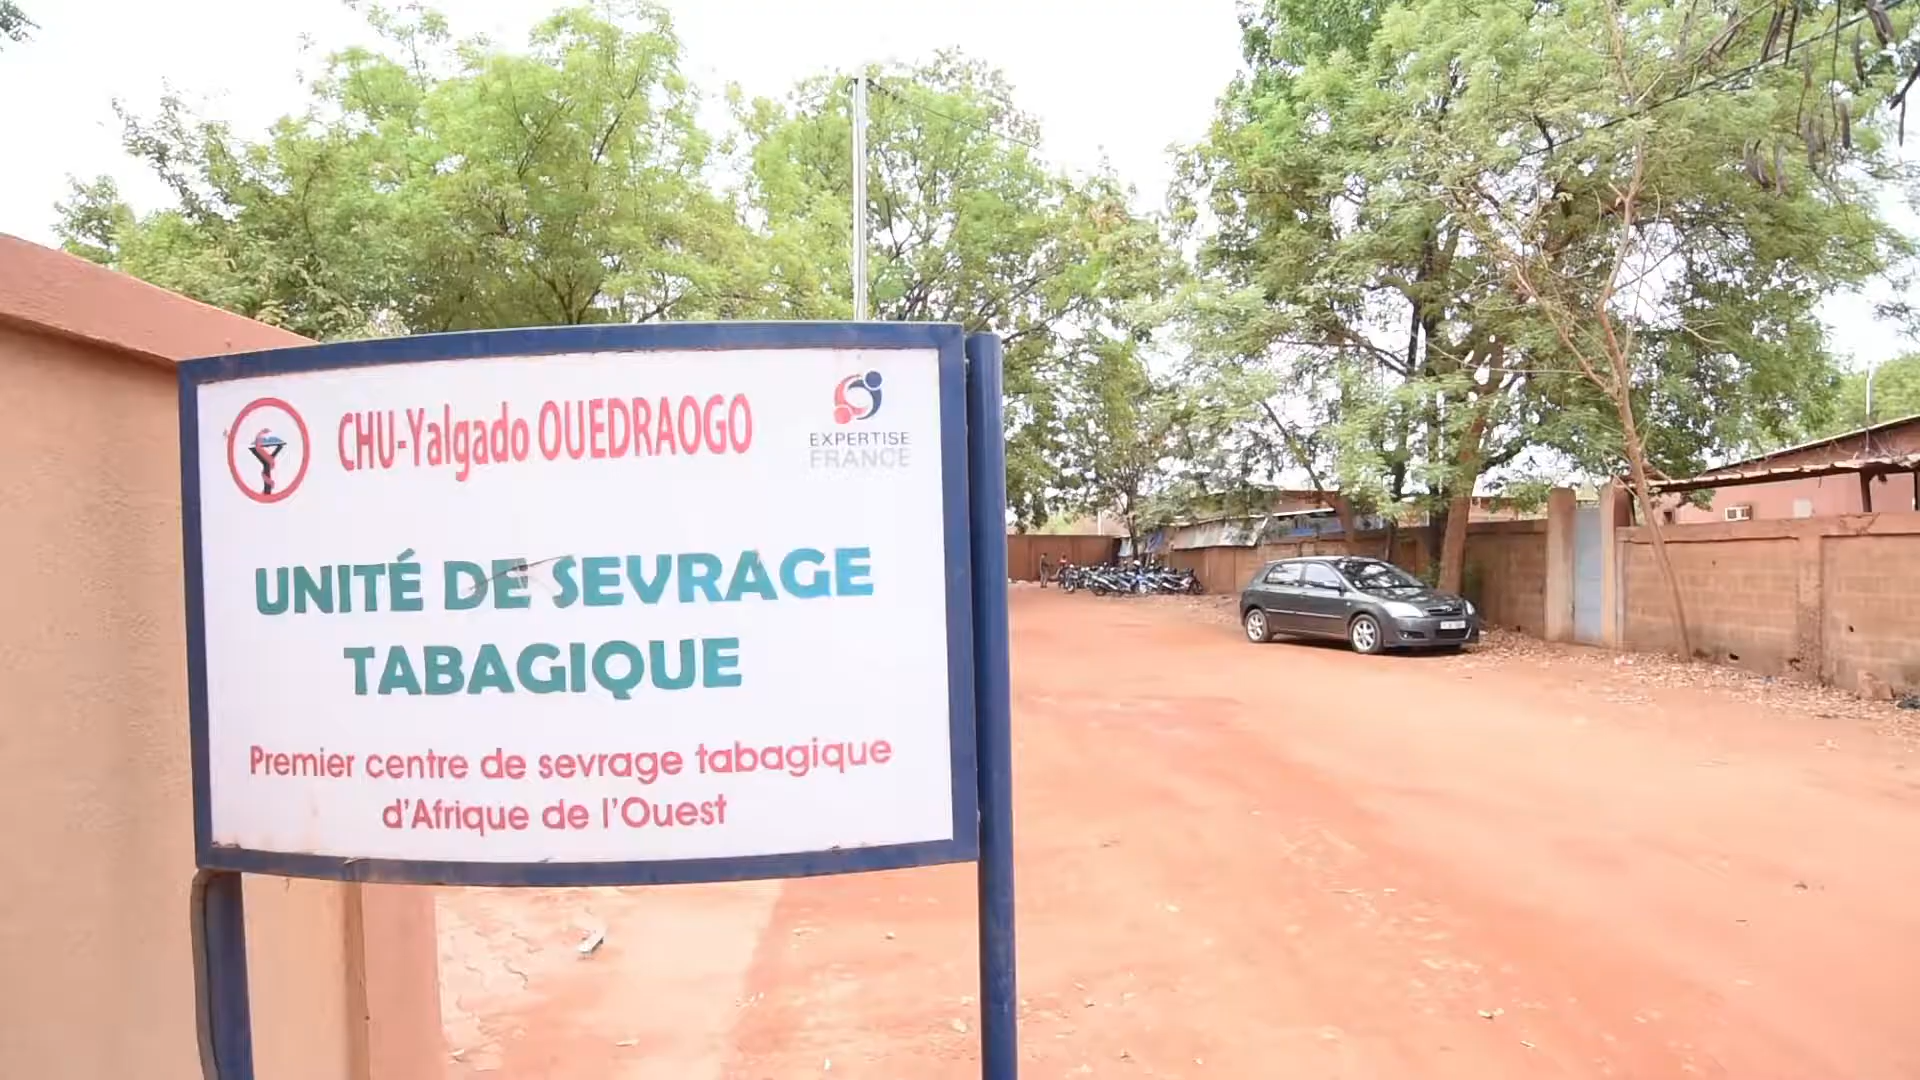 CHU-Yalgado OUEDRAOGO
EXPERTISE
FRANCE
UNITÉ DE SEVRAGE
TABAGIQUE
Premier centre de sevrage tabagique
d'Afrique de l'Ouest